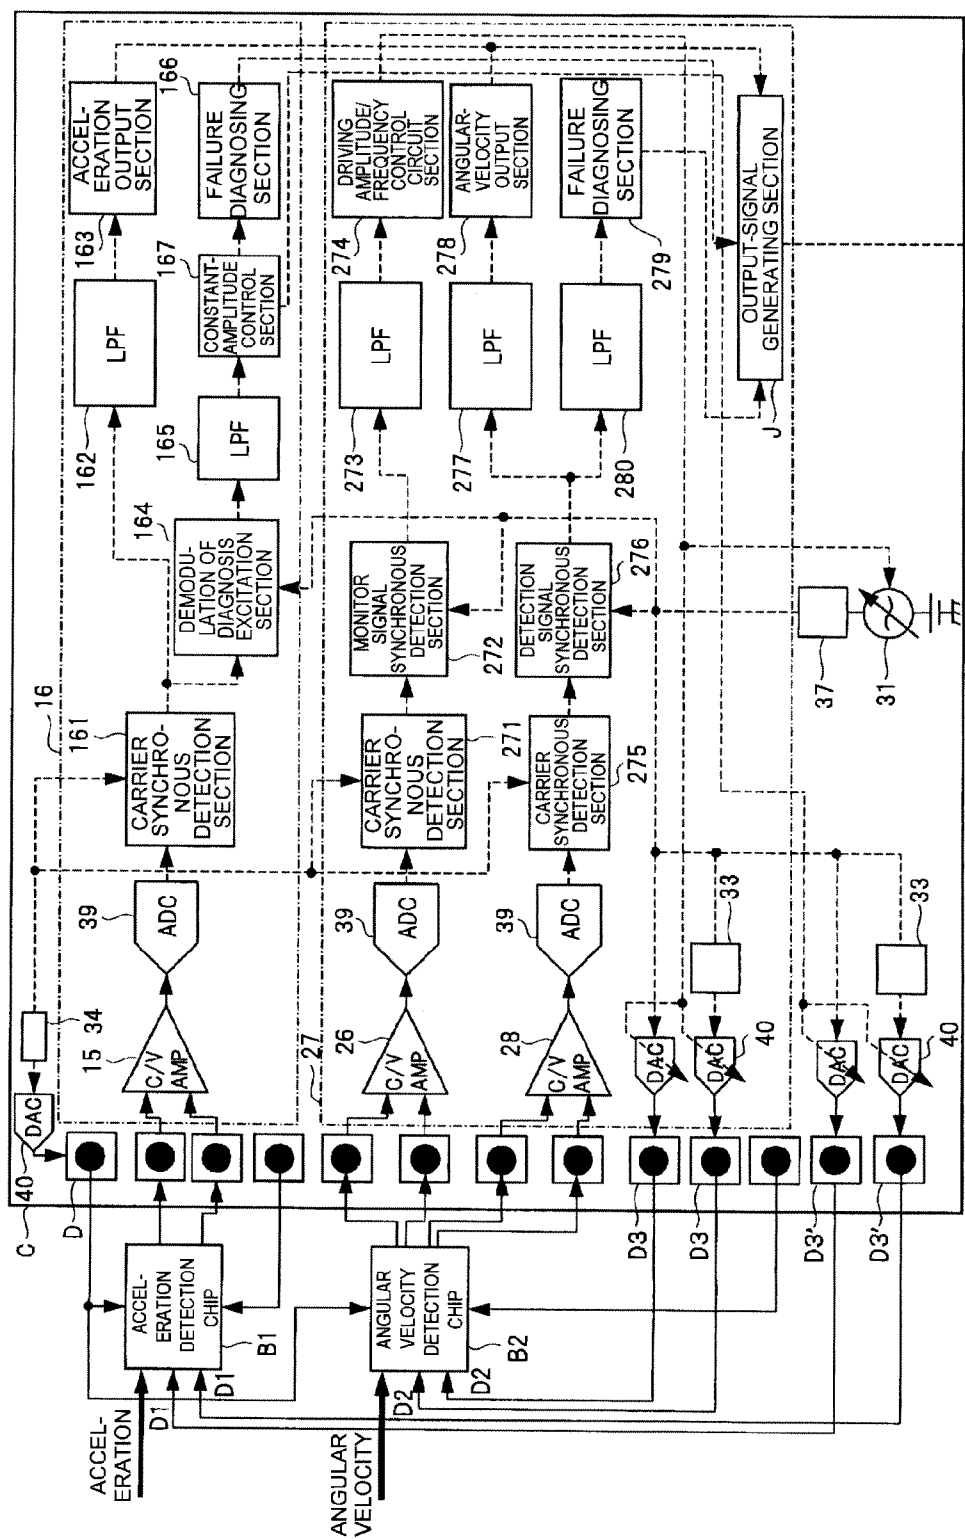 ACCEL-
ERATION
D1
D1
ANGULAR
VELOCITY
D2
D2
ACCEL-
ERATION
DETECTION
CHIP
B1
ANGULAR
VELOCITY
DETECTION
CHIP
B2
C
40
D
DAC
34
D3
D3
D3'
D3'
15
C/V
AMP
39
ADC
16
161
CARRIER
SYNCHRO-
NOUS
DETECTION
SECTION
162
LPF
163
ACCEL-
ERATION
OUTPUT
SECTION
164
DEMODU-
LATION OF
DIAGNOSIS
EXCITATION
SECTION
165
LPF
167
CONSTANT-
AMPLITUDE
CONTROL
SECTION
166
FAILURE
DIAGNOSING
SECTION
27
26
C/V
AMP
39
ADC
271
CARRIER
SYNCHRO-
NOUS
DETECTION
SECTION
272
MONITOR
SIGNAL
SYNCHRONOUS
DETECTION
SECTION
273
LPF
274
DRIVING
AMPLITUDE/
FREQUENCY
CONTROL
CIRCUIT
SECTION
28
C/V
AMP
39
ADC
275
CARRIER
SYNCHRONOUS
DETECTION
SECTION
276
DETECTION
SIGNAL
SYNCHRONOUS
DETECTION
SECTION
277
LPF
278
ANGULAR-
VELOCITY
OUTPUT
SECTION
280
LPF
279
FAILURE
DIAGNOSING
SECTION
J
OUTPUT-SIGNAL
GENERATING SECTION
DAC
DAC
40
33
DAC
DAC
40
33
37
31